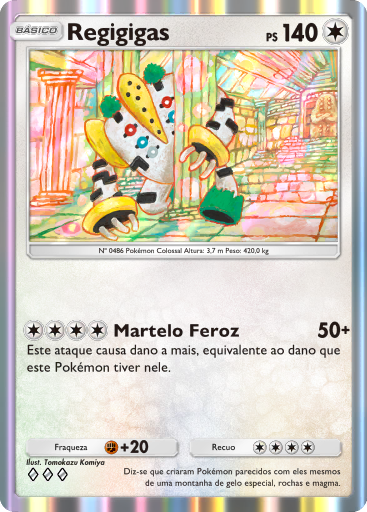 BÁSICO Regigigas PS 140
Nº 0486 Pokémon Colossal Altura: 3,7 m Peso: 420,0 kg
Martelo Feroz 50+
Este ataque causa dano a mais, equivalente ao dano que
este Pokémon tiver nele.
Fraqueza +20 Recuo
Ilust. Tomokazu Komiya
Diz-se que criaram Pokémon parecidos com eles mesmos
de uma montanha de gelo especial, rochas e magma.